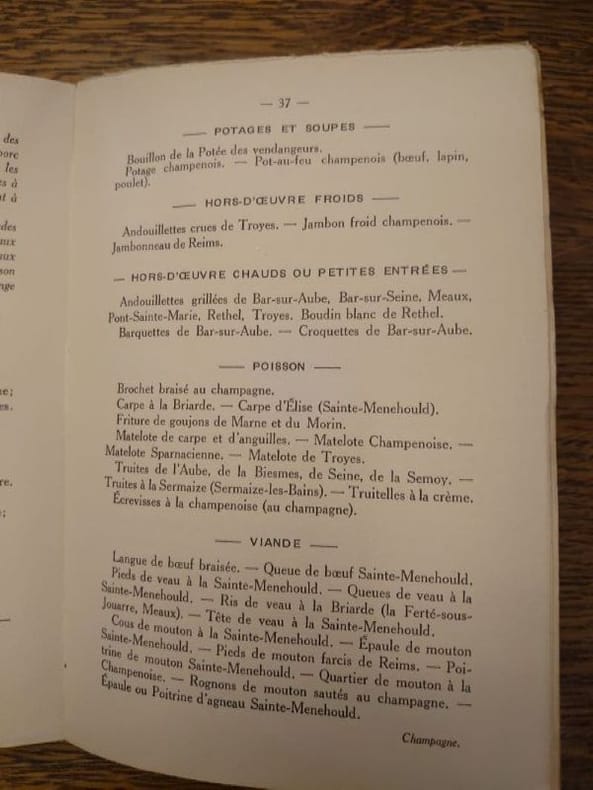 des
les
à
à
— 37 —
— POTAGES ET SOUPES —
Bouillon de la Potée des vendangeurs.
Potage champenois. — Pot-au-feu champenois (bœuf, lapin,
poulet).
— HORS-D'ŒUVRE FROIDS —
Andouillettes crues de Troyes. — Jambon froid champenois. —
Jambonneau de Reims.
— HORS-D'ŒUVRE CHAUDS OU PETITES ENTRÉES —
Andouillettes grillées de Bar-sur-Aube, Bar-sur-Seine, Meaux,
Pont-Sainte-Marie, Rethel, Troyes. Boudin blanc de Rethel.
Barquettes de Bar-sur-Aube. — Croquettes de Bar-sur-Aube.
— POISSON —
Brochet braisé au champagne.
Carpe à la Briarde. — Carpe d'Élise (Sainte-Menehould).
Friture de goujons de Marne et du Morin.
Matelote de carpe et d'anguilles. — Matelote Champenoise. —
Matelote Sparnacienne. — Matelote de Troyes.
Truites de l'Aube, de la Biesmes, de Seine, de la Semoy. —
Truites à la Sermaize (Sermaize-les-Bains). — Truitelles à la crème.
Écrevisses à la champenoise (au champagne).
— VIANDE —
Langue de bœuf braisée. — Queue de bœuf Sainte-Menehould.
Pieds de veau à la Sainte-Menehould. — Queues de veau à la
Sainte-Menehould. — Ris de veau à la Briarde (la Ferté-sous-
Jouarre, Meaux). — Tête de veau à la Sainte-Menehould.
Cous de mouton à la Sainte-Menehould. — Épaule de mouton
Sainte-Menehould. — Pieds de mouton farcis de Reims. — Poi-
trine de mouton Sainte-Menehould. — Quartier de mouton à la
Champenoise. — Rognons de mouton sautés au champagne. —
Épaule ou Poitrine d'agneau Sainte-Menehould.
Champagne.